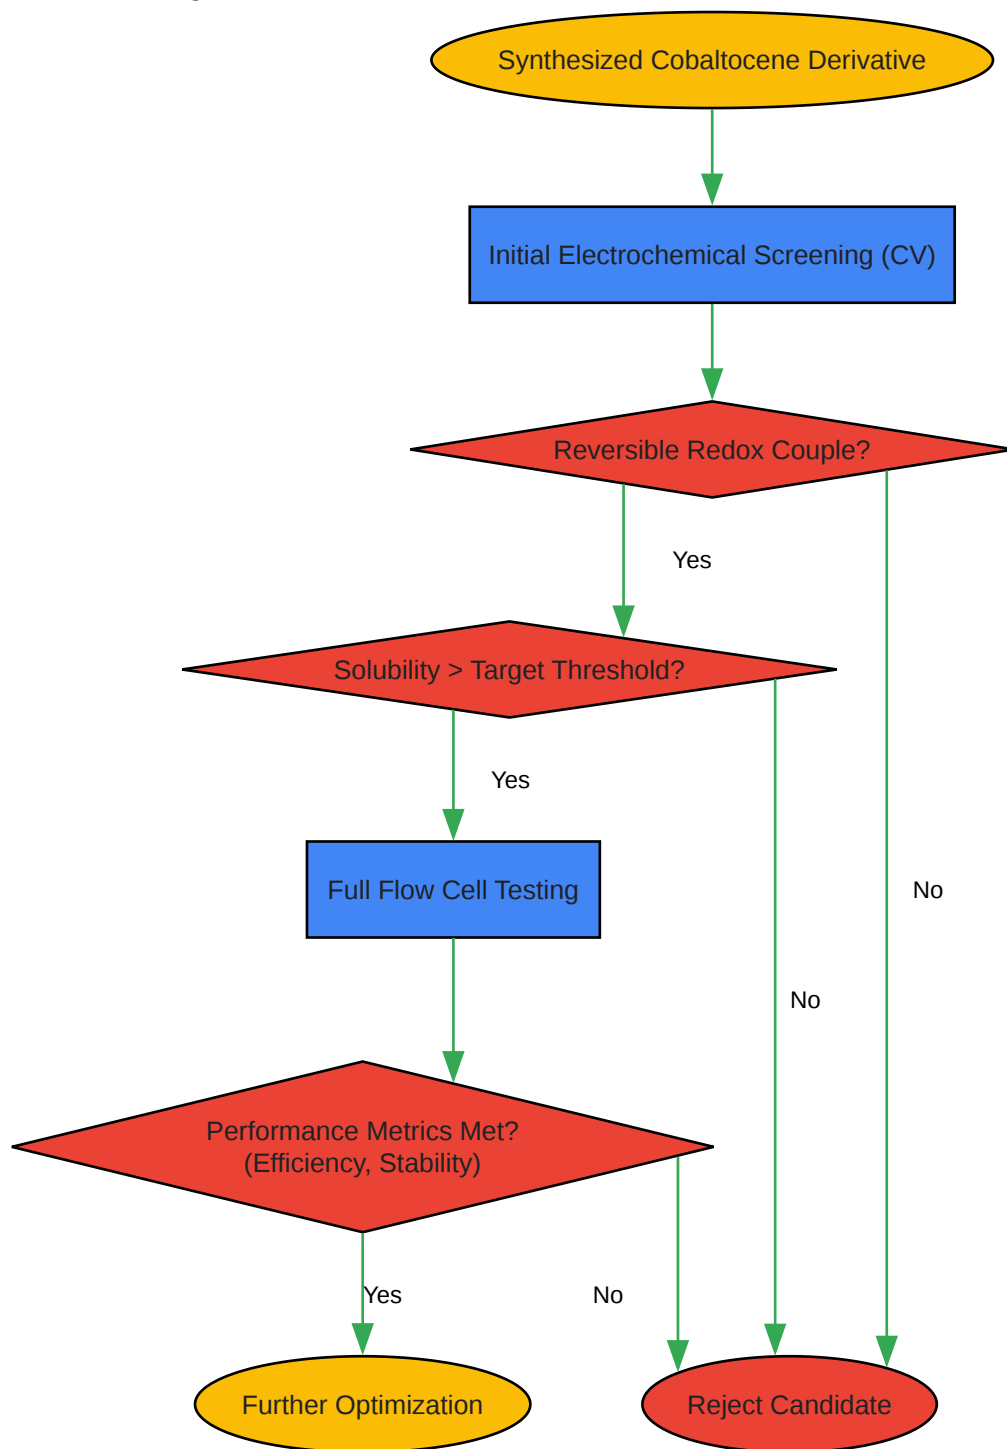 Synthesized Cobaltocene Derivative
Initial Electrochemical Screening (CV)
Reversible Redox Couple?
Yes
Solubility > Target Threshold?
Yes
Full Flow Cell Testing
No
No
Performance Metrics Met?
(Efficiency, Stability)
Yes
No
Further Optimization
Reject Candidate